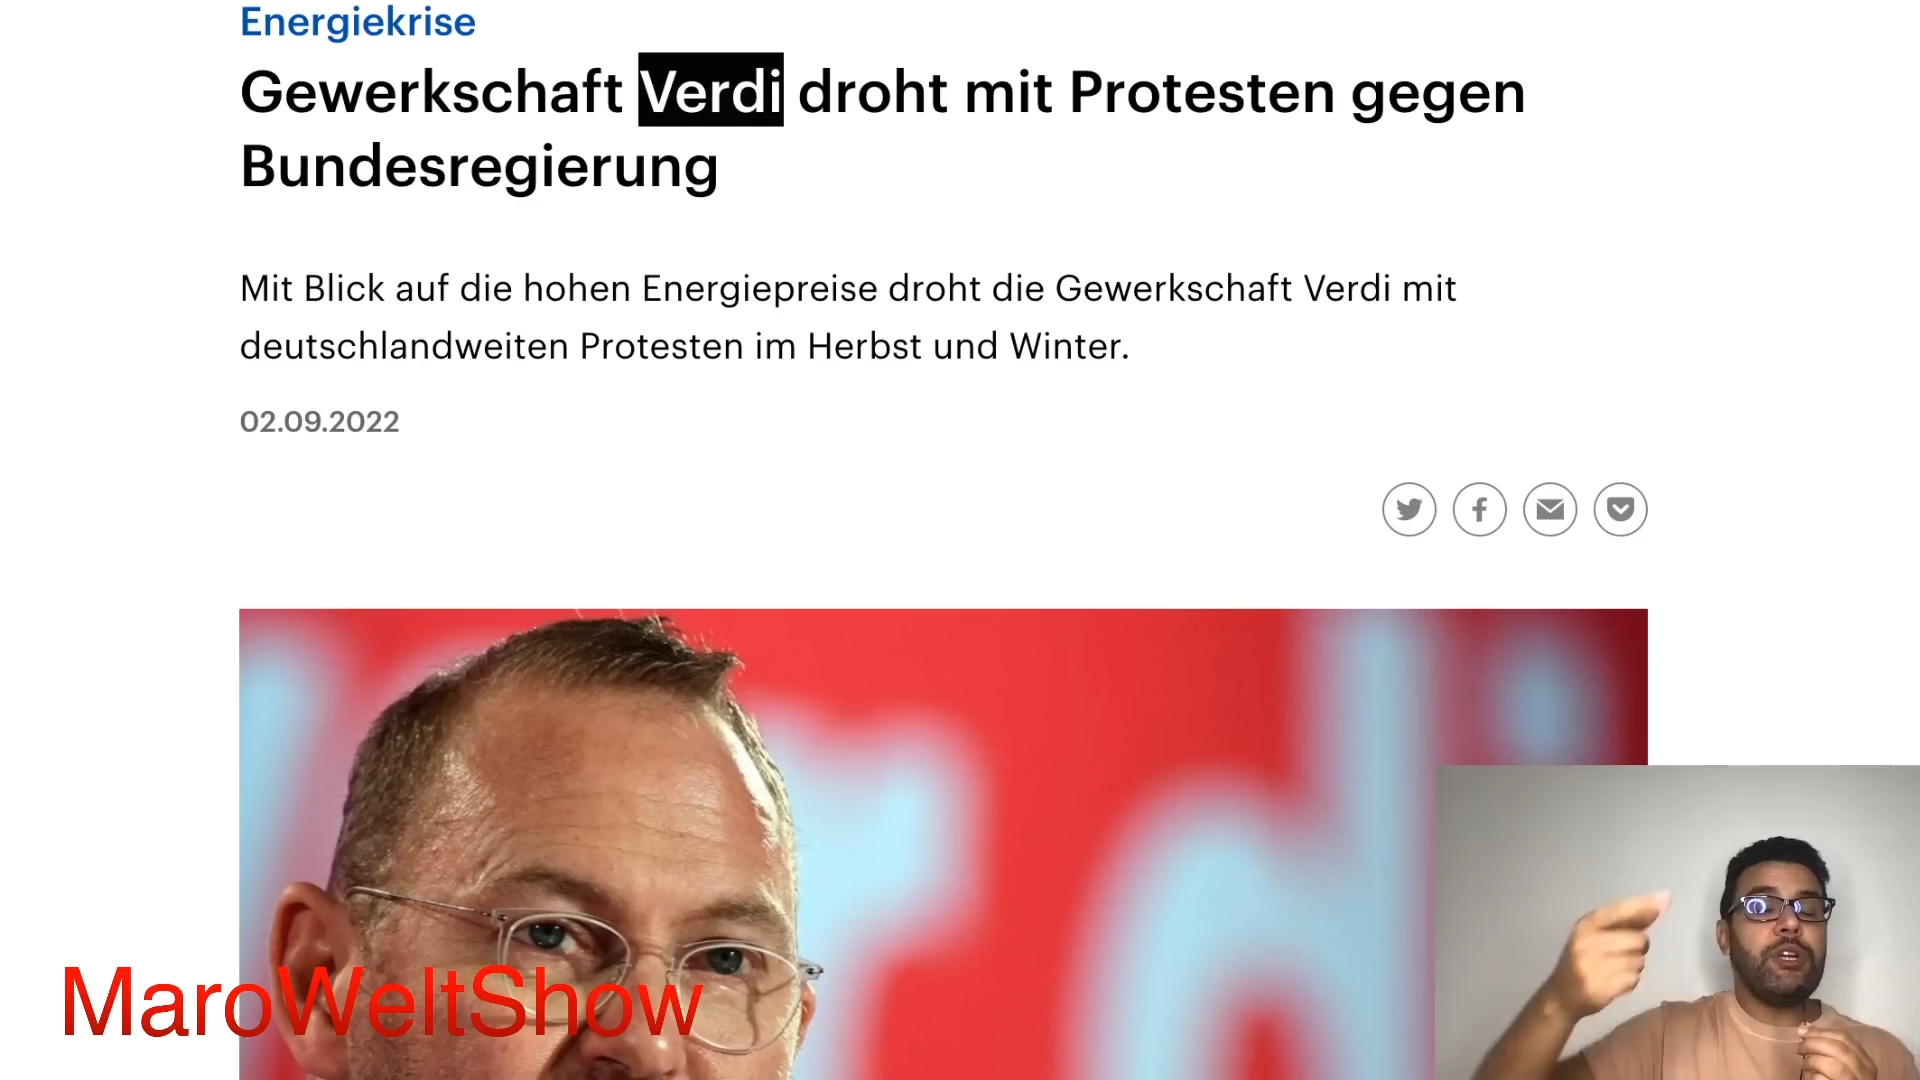 Energiekrise
Gewerkschaft Verdi droht mit Protesten gegen
Bundesregierung
Mit Blick auf die hohen Energiepreise droht die Gewerkschaft Verdi mit
deutschlandweiten Protesten im Herbst und Winter.
02.09.2022
MaroWeltShow